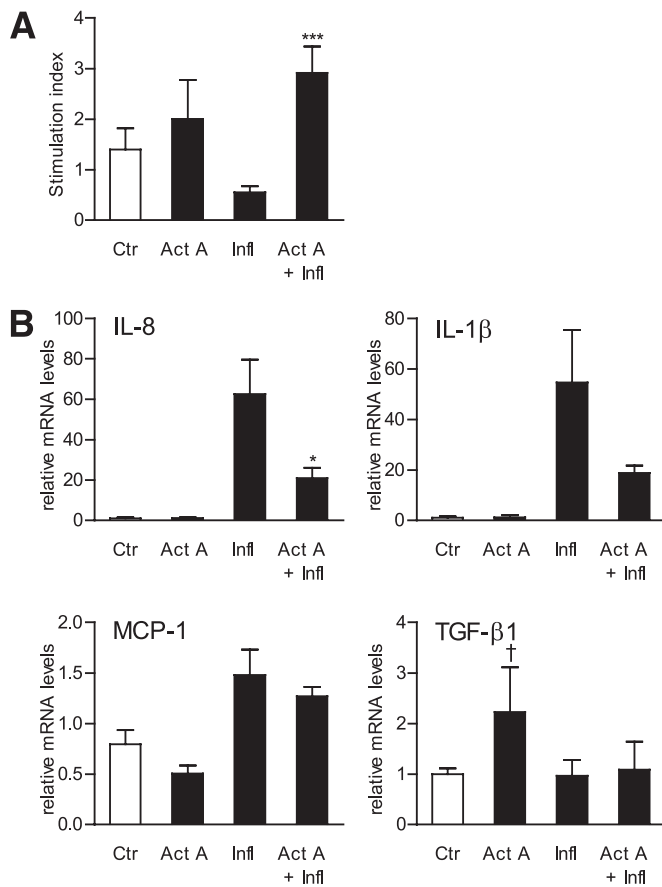 A
Stimulation index
4
3
2
1
0
***
Ctr Act A Infl Act A
+ Infl
B
IL-8
relative mRNA levels
100
80
60
40
20
0
*
Ctr Act A Infl Act A
+ Infl
IL-1β
relative mRNA levels
80
60
40
20
0
Ctr Act A Infl Act A
+ Infl
MCP-1
relative mRNA levels
2.0
1.5
1.0
0.5
0.0
Ctr Act A Infl Act A
+ Infl
TGF-β1
relative mRNA levels
4
3
2
1
0
†
Ctr Act A Infl Act A
+ Infl